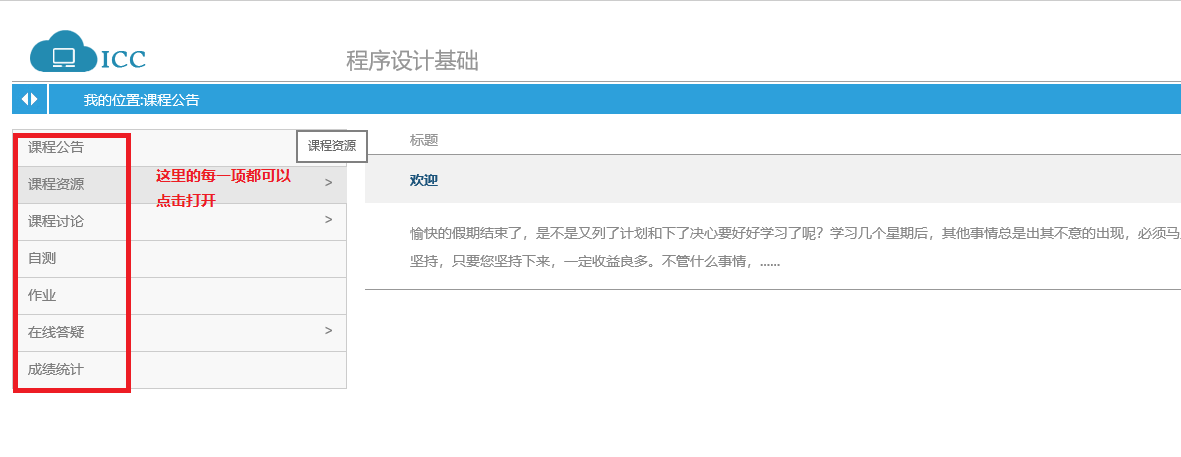 ICC
程序设计基础
我的位置:课程公告
课程公告
课程资源
标题
课程资源 >
这里的每一项都可以
点击打开
欢迎
课程讨论 >
自测
作业
在线答疑 >
成绩统计
愉快的假期结束了，是不是又列了计划和下了决心要好好学习了呢？学习几个星期后，其他事情总是出其不意的出现，必须马
坚持，只要您坚持下来，一定收益良多。不管什么事情，......